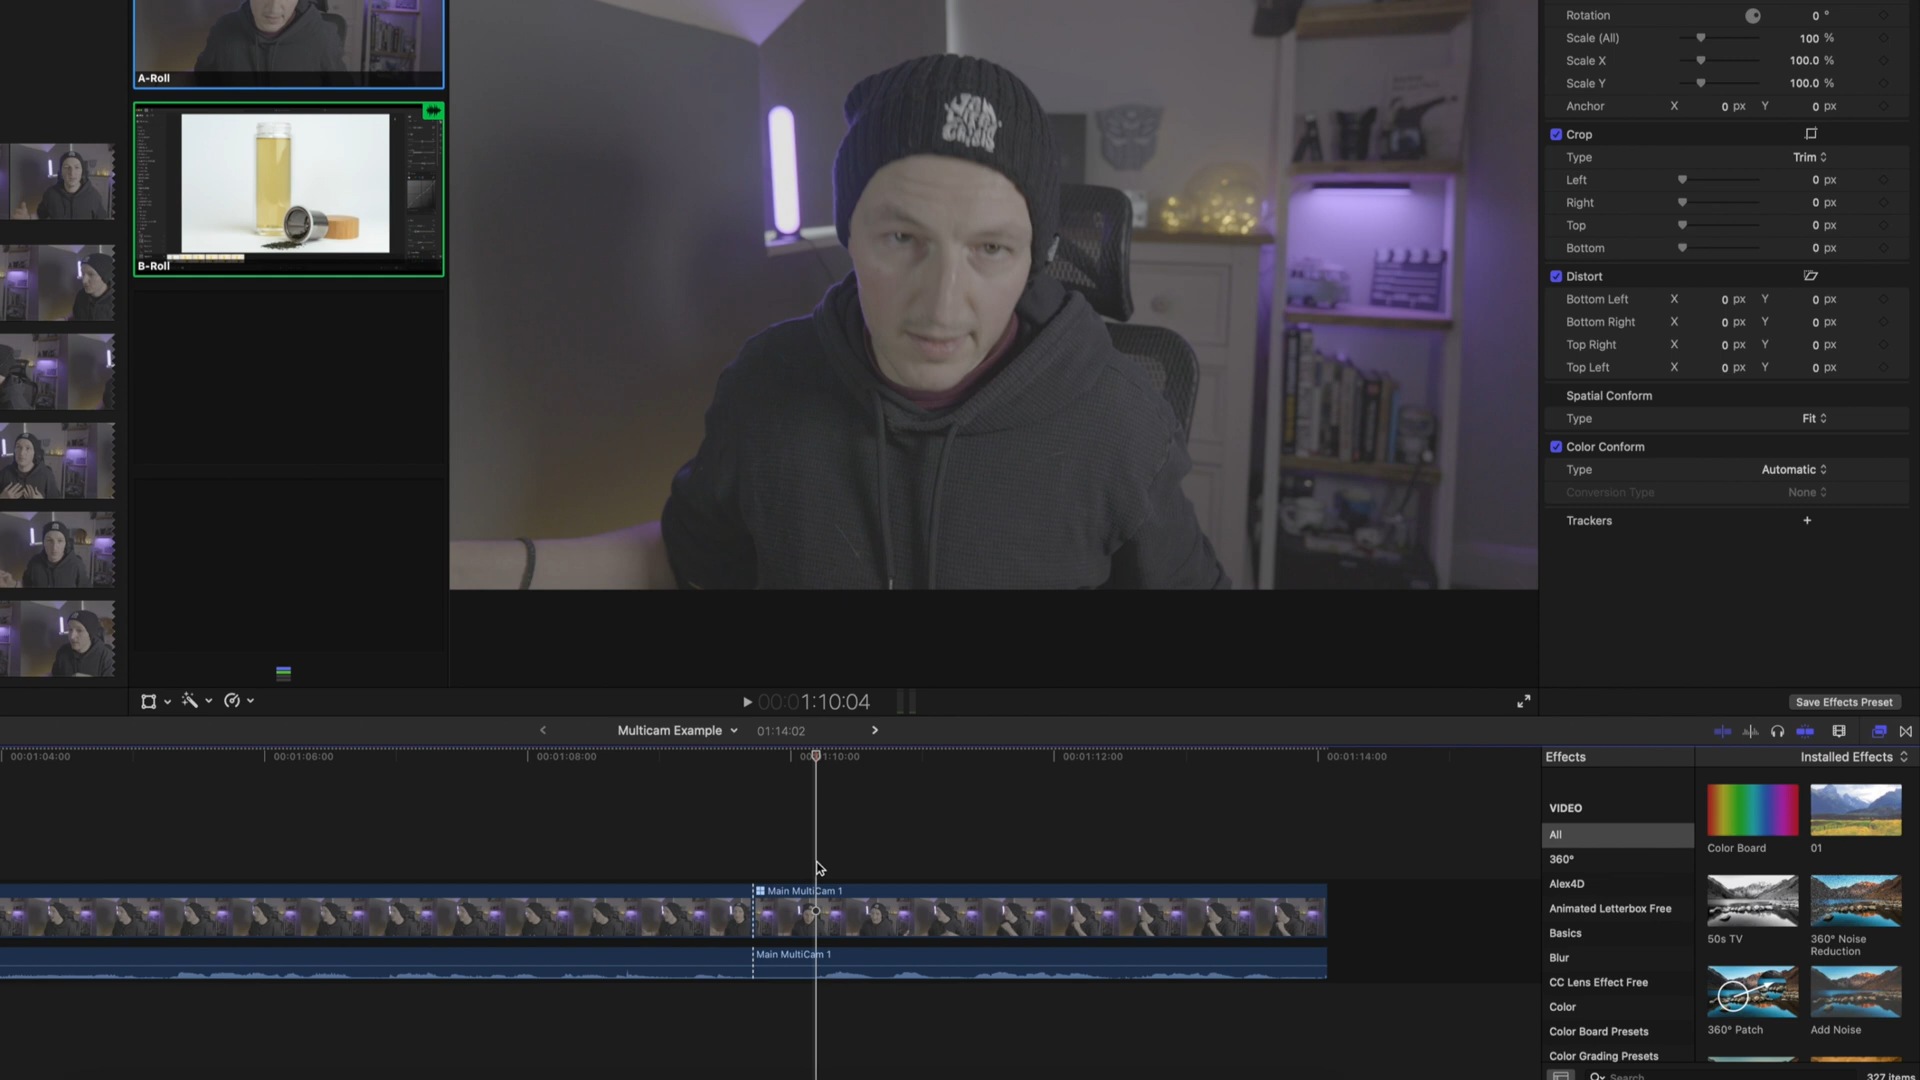 A-Roll
B-Roll
Rotation 0 °
Scale (All) 100 %
Scale X 100.0 %
Scale Y 100.0 %
Anchor X 0 px Y 0 px
Crop
Type Trim
Left 0 px
Right 0 px
Top 0 px
Bottom 0 px
Distort
Bottom Left X 0 px Y 0 px
Bottom Right X 0 px Y 0 px
Top Right X 0 px Y 0 px
Top Left X 0 px Y 0 px
Spatial Conform
Type Fit
Color Conform
Type Automatic
Conversion Type None
Trackers +
00:01:10:04
Save Effects Preset
Multicam Example 01:14:02
00:01:04:00 00:01:06:00 00:01:08:00 00:01:10:00 00:01:12:00 00:01:14:00
Main MultiCam 1
Main MultiCam 1
Effects Installed Effects
VIDEO
All
360°
Alex4D
Animated Letterbox Free
Basics
Blur
CC Lens Effect Free
Color
Color Board Presets
Color Grading Presets
Color Board 01
50s TV 360° Noise
Reduction
360° Patch Add Noise
Search 327 items